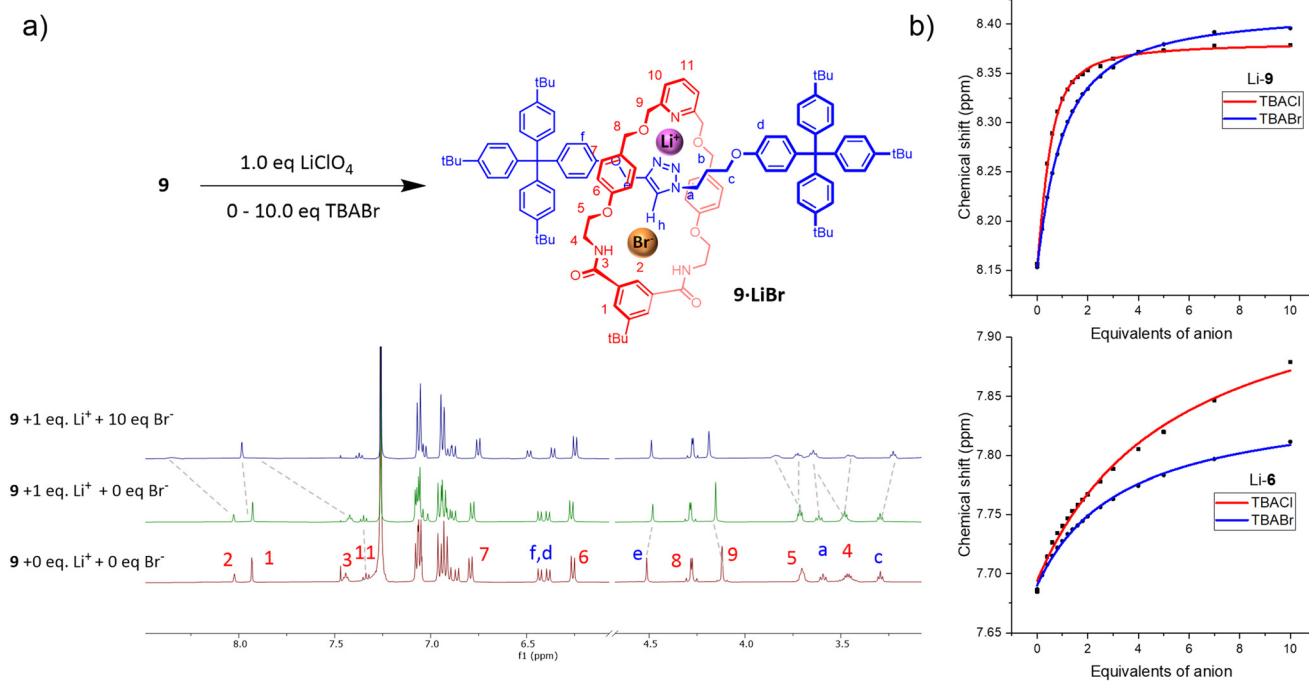 a)
9
1.0 eq LiClO4
0 - 10.0 eq TBABr
tBu
tBu
tBu
tBu
tBu
tBu
tBu
11
10
9
8
7
6
5
4
3
2
1
N
O
O
O
O
O
O
O
NH
HN
N
N
N
H
Li+
Br-
a
b
c
d
e
f
h
9·LiBr
9 +1 eq. Li+ + 10 eq Br-
9 +1 eq. Li+ + 0 eq Br-
9 +0 eq. Li+ + 0 eq Br-
2 1 3 11 7 f,d 6 e 8 9 5 a 4 c
8.0 7.5 7.0 6.5 4.5 4.0 3.5
f1 (ppm)
b)
Chemical shift (ppm)
8.40
8.35
8.30
8.25
8.20
8.15
Li-9
TBACl
TBABr
0 2 4 6 8 10
Equivalents of anion
Chemical shift (ppm)
7.90
7.85
7.80
7.75
7.70
7.65
Li-6
TBACl
TBABr
0 2 4 6 8 10
Equivalents of anion